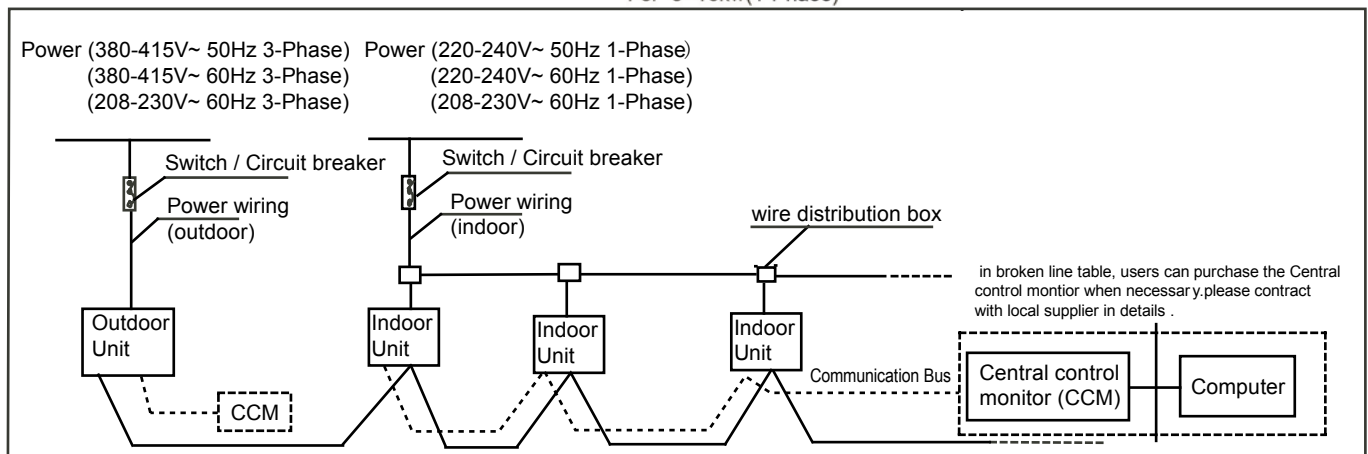 Power (380-415V~ 50Hz 3-Phase)
(380-415V~ 60Hz 3-Phase)
(208-230V~ 60Hz 3-Phase)
Power (220-240V~ 50Hz 1-Phase)
(220-240V~ 60Hz 1-Phase)
(208-230V~ 60Hz 1-Phase)
Switch / Circuit breaker
Power wiring
(outdoor)
Switch / Circuit breaker
Power wiring
(indoor)
wire distribution box
in broken line table, users can purchase the Central
control montior when necessary.please contract
with local supplier in details .
Outdoor
Unit
Indoor
Unit
Indoor
Unit
Indoor
Unit
CCM
Communication Bus
Central control
monitor (CCM)
Computer